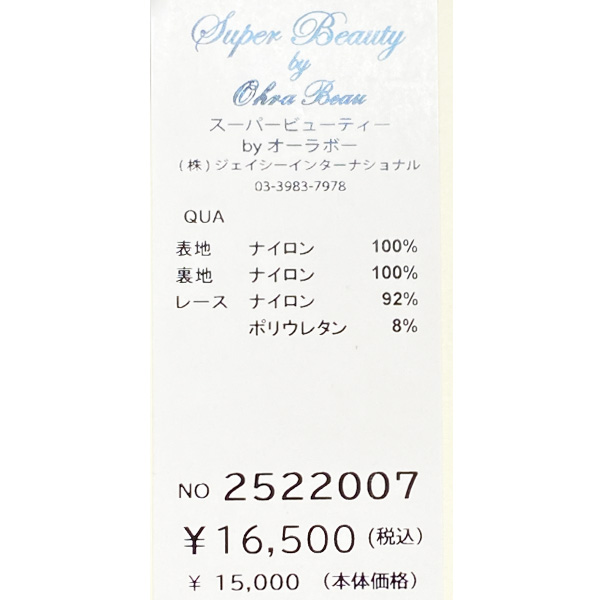 Super Beauty
by
Ohra Beau
スーパービューティー
by オーラボー
(株)ジェイシーインターナショナル
03-3983-7978
QUA
表地 ナイロン 100%
裏地 ナイロン 100%
レース ナイロン 92%
ポリウレタン 8%
NO 2522007
¥16,500(税込)
¥ 15,000 (本体価格)